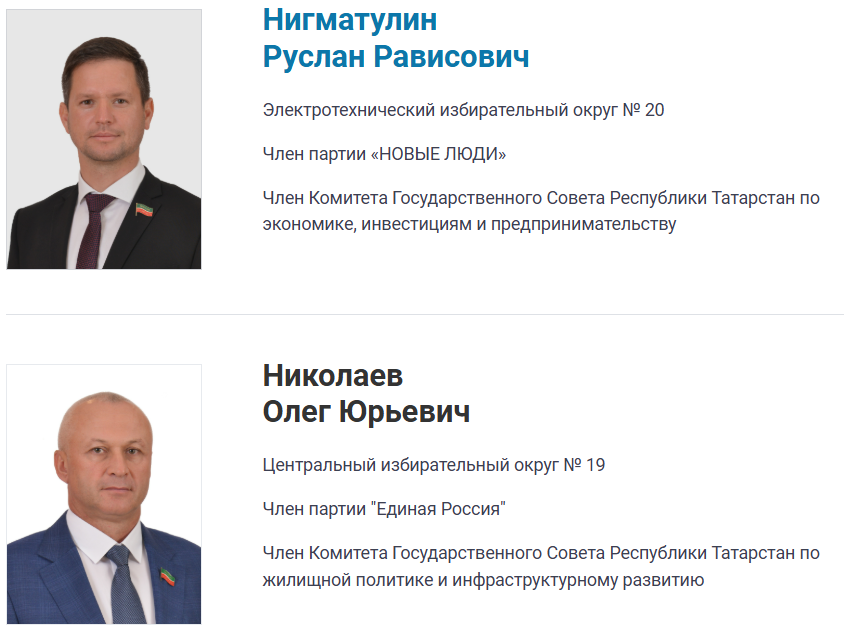 Нигматулин
Руслан Рависович
Электротехнический избирательный округ № 20
Член партии «НОВЫЕ ЛЮДИ»
Член Комитета Государственного Совета Республики Татарстан по
экономике, инвестициям и предпринимательству
Николаев
Олег Юрьевич
Центральный избирательный округ № 19
Член партии "Единая Россия"
Член Комитета Государственного Совета Республики Татарстан по
жилищной политике и инфраструктурному развитию